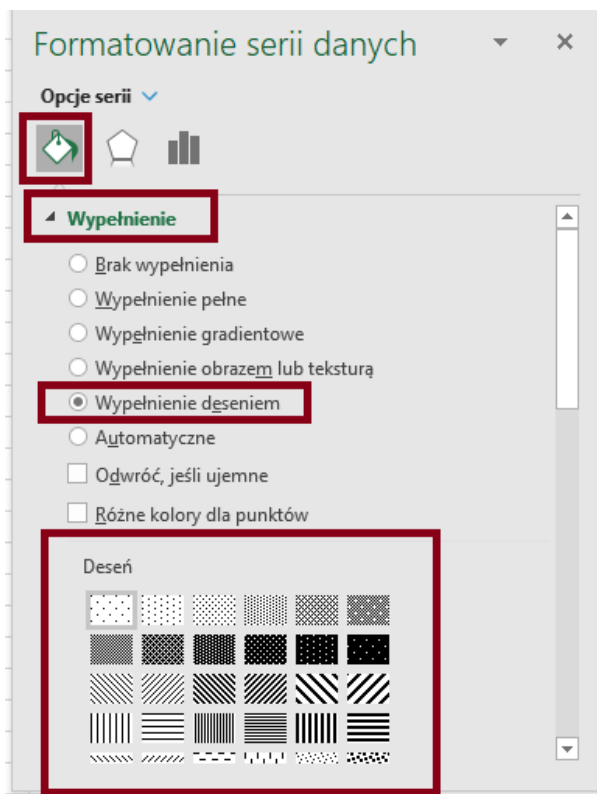 Formatowanie serii danych
Opcje serii
Wypełnienie
Brak wypełnienia
Wypełnienie pełne
Wypełnienie gradientowe
Wypełnienie obrazem lub teksturą
Wypełnienie deseniem
Automatyczne
Odwróć, jeśli ujemne
Różne kolory dla punktów
Deseń